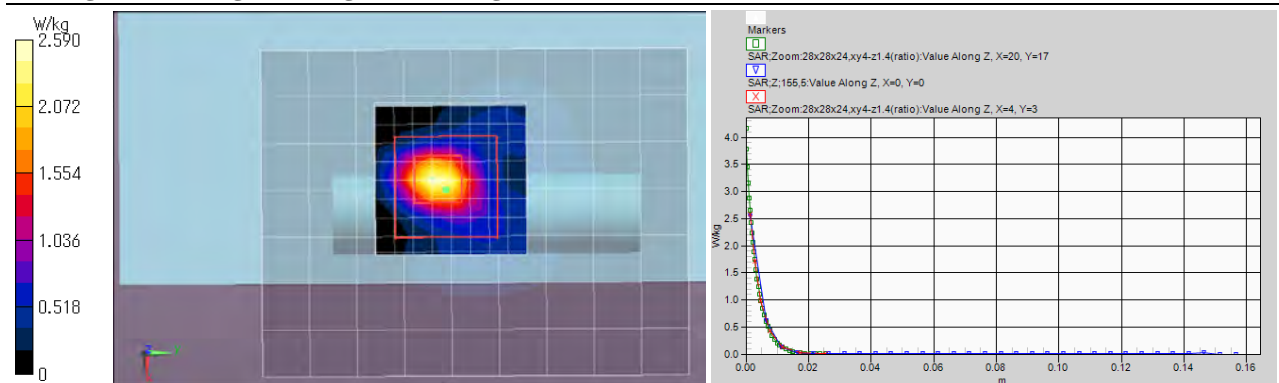 W/kg
2.590
2.072
1.554
1.036
0.518
0
Markers
SAR;Zoom:28x28x24,xy4-z1.4(ratio):Value Along Z, X=20, Y=17
SAR;Z;155,5:Value Along Z, X=0, Y=0
SAR;Zoom:28x28x24,xy4-z1.4(ratio):Value Along Z, X=4, Y=3
W/kg
4.0
3.5
3.0
2.5
2.0
1.5
1.0
0.5
0.0
0.00 0.02 0.04 0.06 0.08 0.10 0.12 0.14 0.16
m